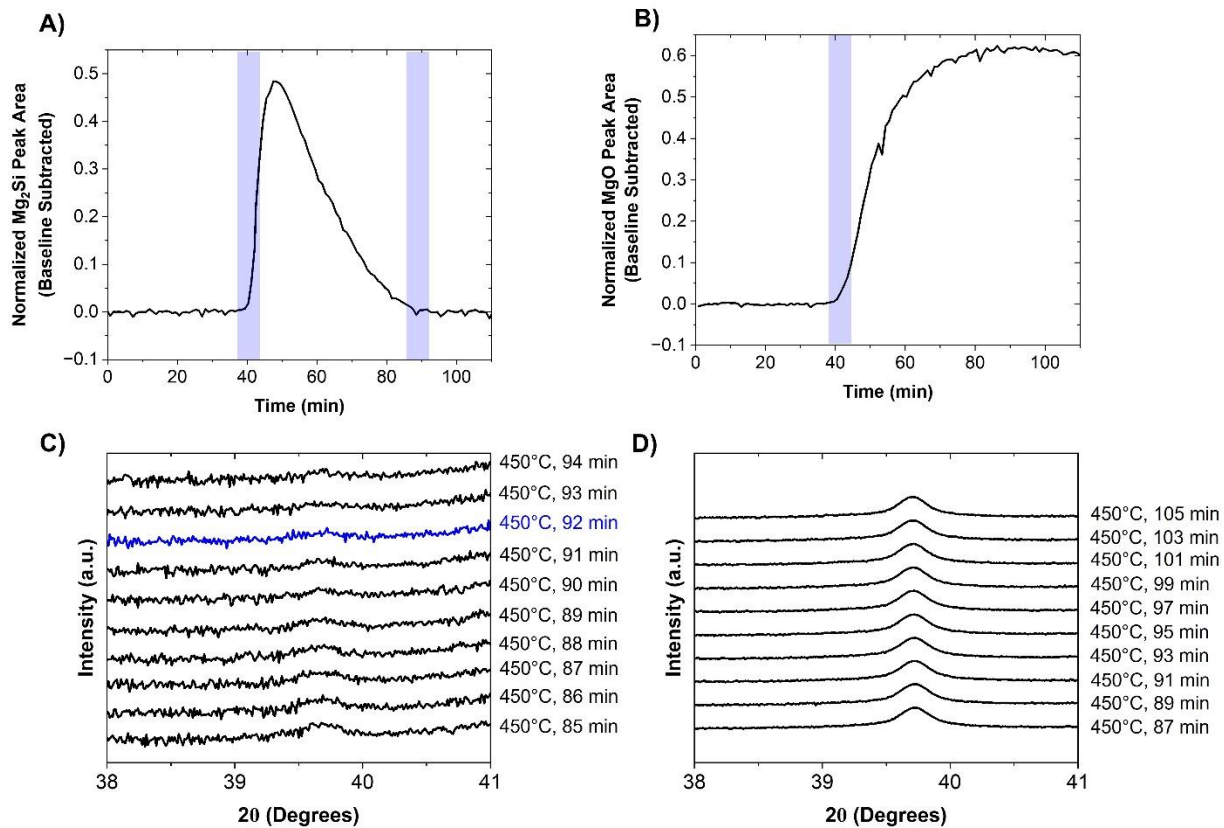 A)
Normalized Mg₂Si Peak Area
(Baseline Subtracted)
0.5
0.4
0.3
0.2
0.1
0.0
−0.1
0 20 40 60 80 100
Time (min)
B)
Normalized MgO Peak Area
(Baseline Subtracted)
0.6
0.5
0.4
0.3
0.2
0.1
0.0
−0.1
0 20 40 60 80 100
Time (min)
C)
Intensity (a.u.)
450°C, 94 min
450°C, 93 min
450°C, 92 min
450°C, 91 min
450°C, 90 min
450°C, 89 min
450°C, 88 min
450°C, 87 min
450°C, 86 min
450°C, 85 min
38 39 40 41
2θ (Degrees)
D)
Intensity (a.u.)
450°C, 105 min
450°C, 103 min
450°C, 101 min
450°C, 99 min
450°C, 97 min
450°C, 95 min
450°C, 93 min
450°C, 91 min
450°C, 89 min
450°C, 87 min
38 39 40 41
2θ (Degrees)